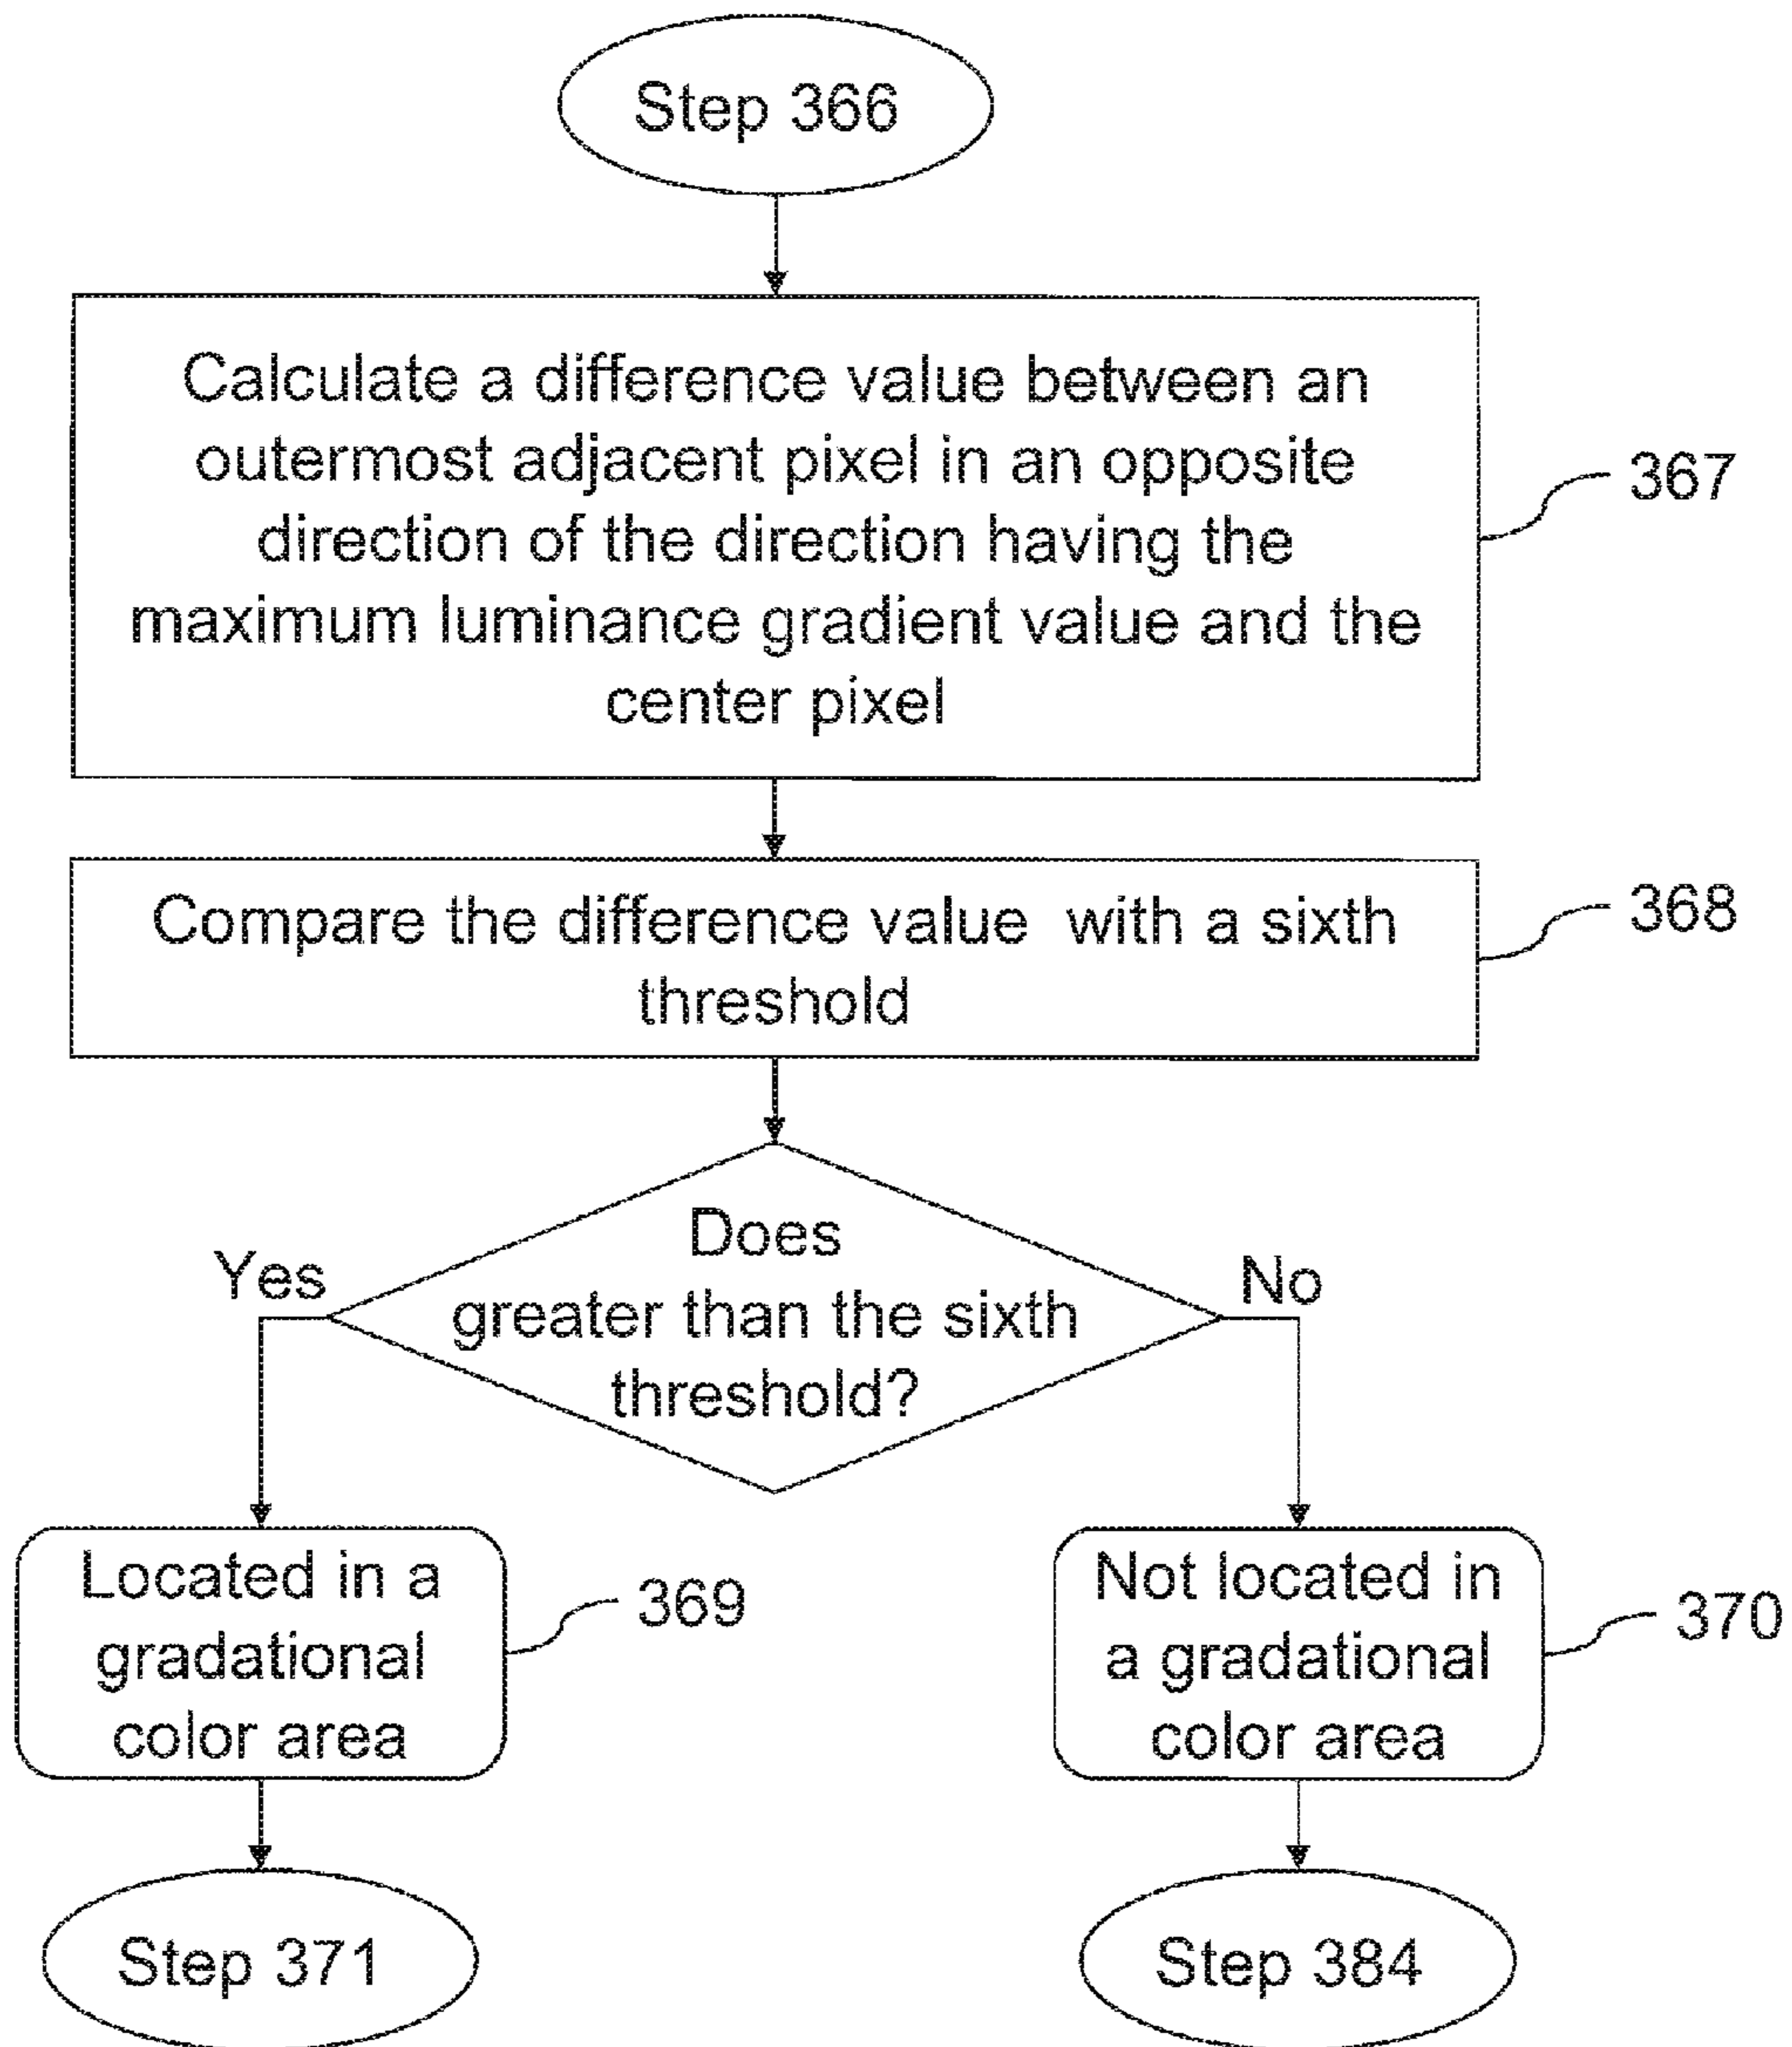 Step 366
Calculate a difference value between an
outermost adjacent pixel in an opposite
direction of the direction having the
maximum luminance gradient value and the
center pixel
367
Compare the difference value with a sixth
threshold
368
Does
greater than the sixth
threshold?
Yes
No
Located in a
gradational
color area
369
Not located in
a gradational
color area
370
Step 371
Step 384